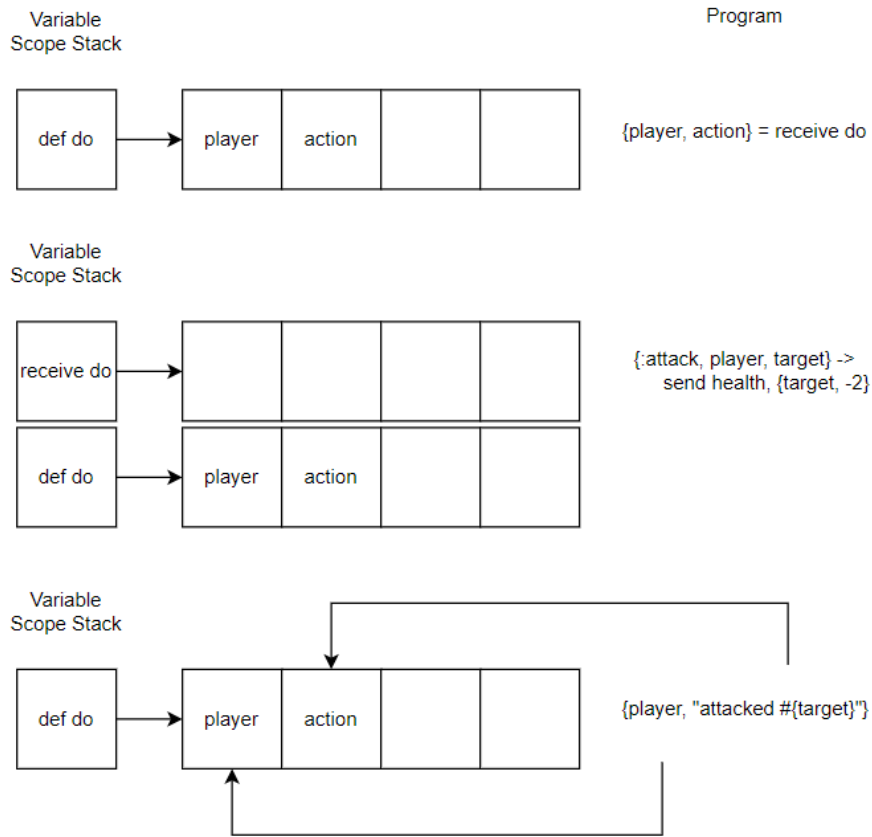 Variable
Scope Stack
Program
def do
player
action
{player, action} = receive do
Variable
Scope Stack
receive do
{:attack, player, target} ->
send health, {target, -2}
def do
player
action
Variable
Scope Stack
def do
player
action
{player, "attacked #{target}"}